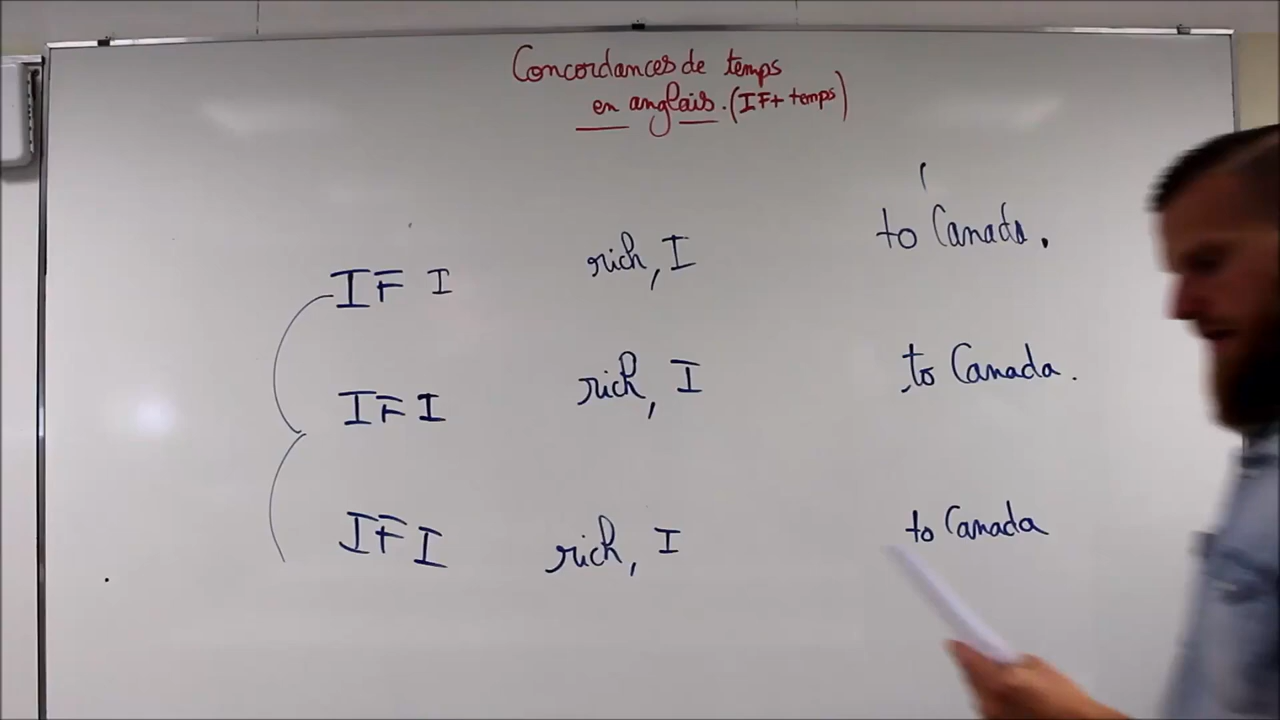 Concordances de temps
en anglais. (IF + temps)
IF I rich, I to Canada.
IF I rich, I to Canada.
IF I rich, I to Canada